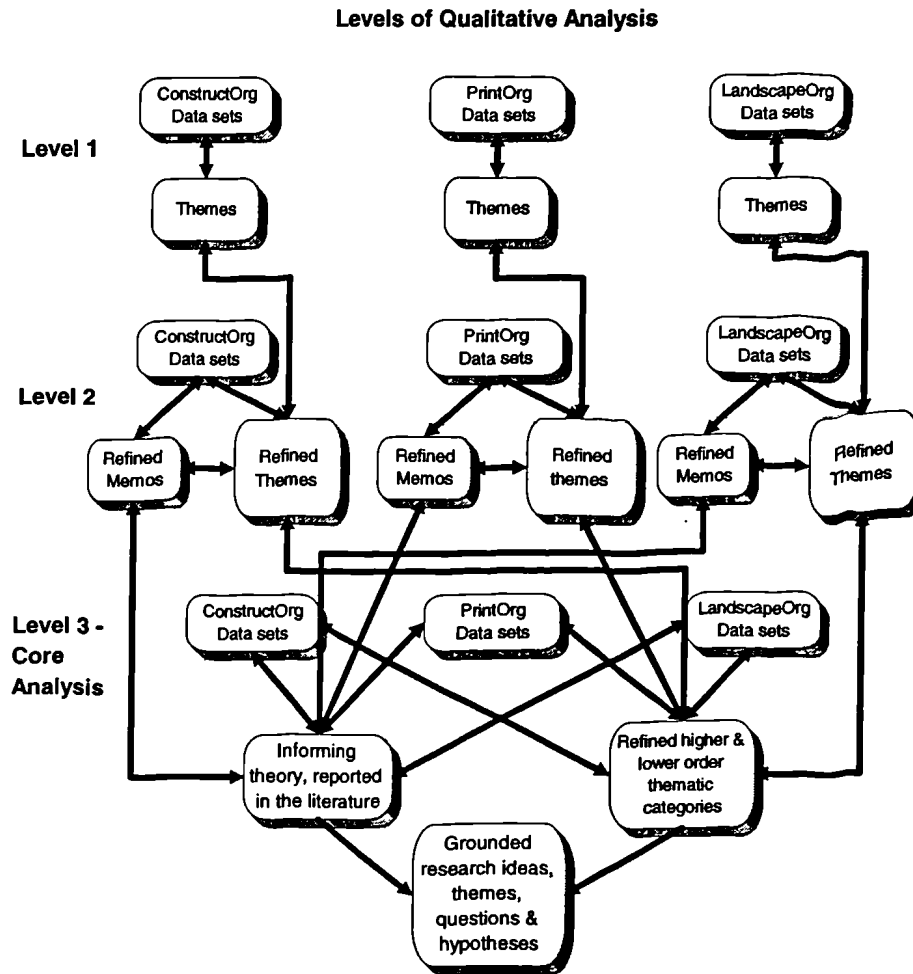 Levels of Qualitative Analysis
ConstructOrg
Data sets
PrintOrg
Data sets
LandscapeOrg
Data sets
Level 1
Themes
Themes
Themes
ConstructOrg
Data sets
PrintOrg
Data sets
LandscapeOrg
Data sets
Level 2
Refined
Memos
Refined
Themes
Refined
Memos
Refined
themes
Refined
Memos
Refined
Themes
Level 3 -
Core
Analysis
ConstructOrg
Data sets
PrintOrg
Data sets
LandscapeOrg
Data sets
Informing
theory, reported
in the literature
Refined higher &
lower order
thematic
categories
Grounded
research ideas,
themes,
questions &
hypotheses